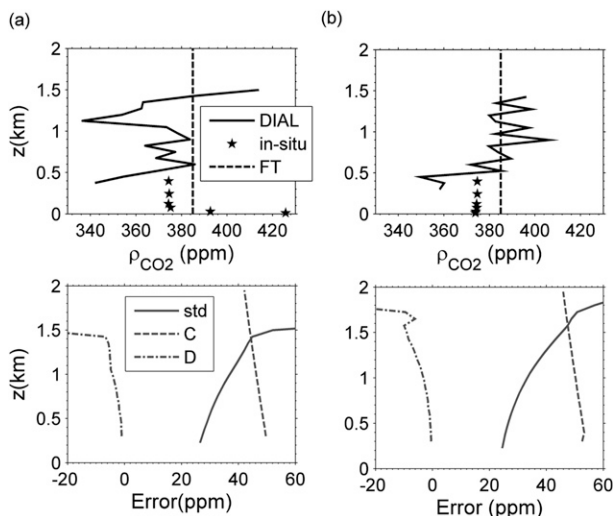 (a)
(b)
2
1.5
1
0.5
0
z(km)
340 360 380 400 420
ρCO2 (ppm)
DIAL
in-situ
FT
2
1.5
1
0.5
0
z(km)
340 360 380 400 420
ρCO2 (ppm)
2
1.5
1
0.5
0
z(km)
-20 0 20 40 60
Error(ppm)
std
C
D
2
1.5
1
0.5
0
z(km)
-20 0 20 40 60
Error (ppm)